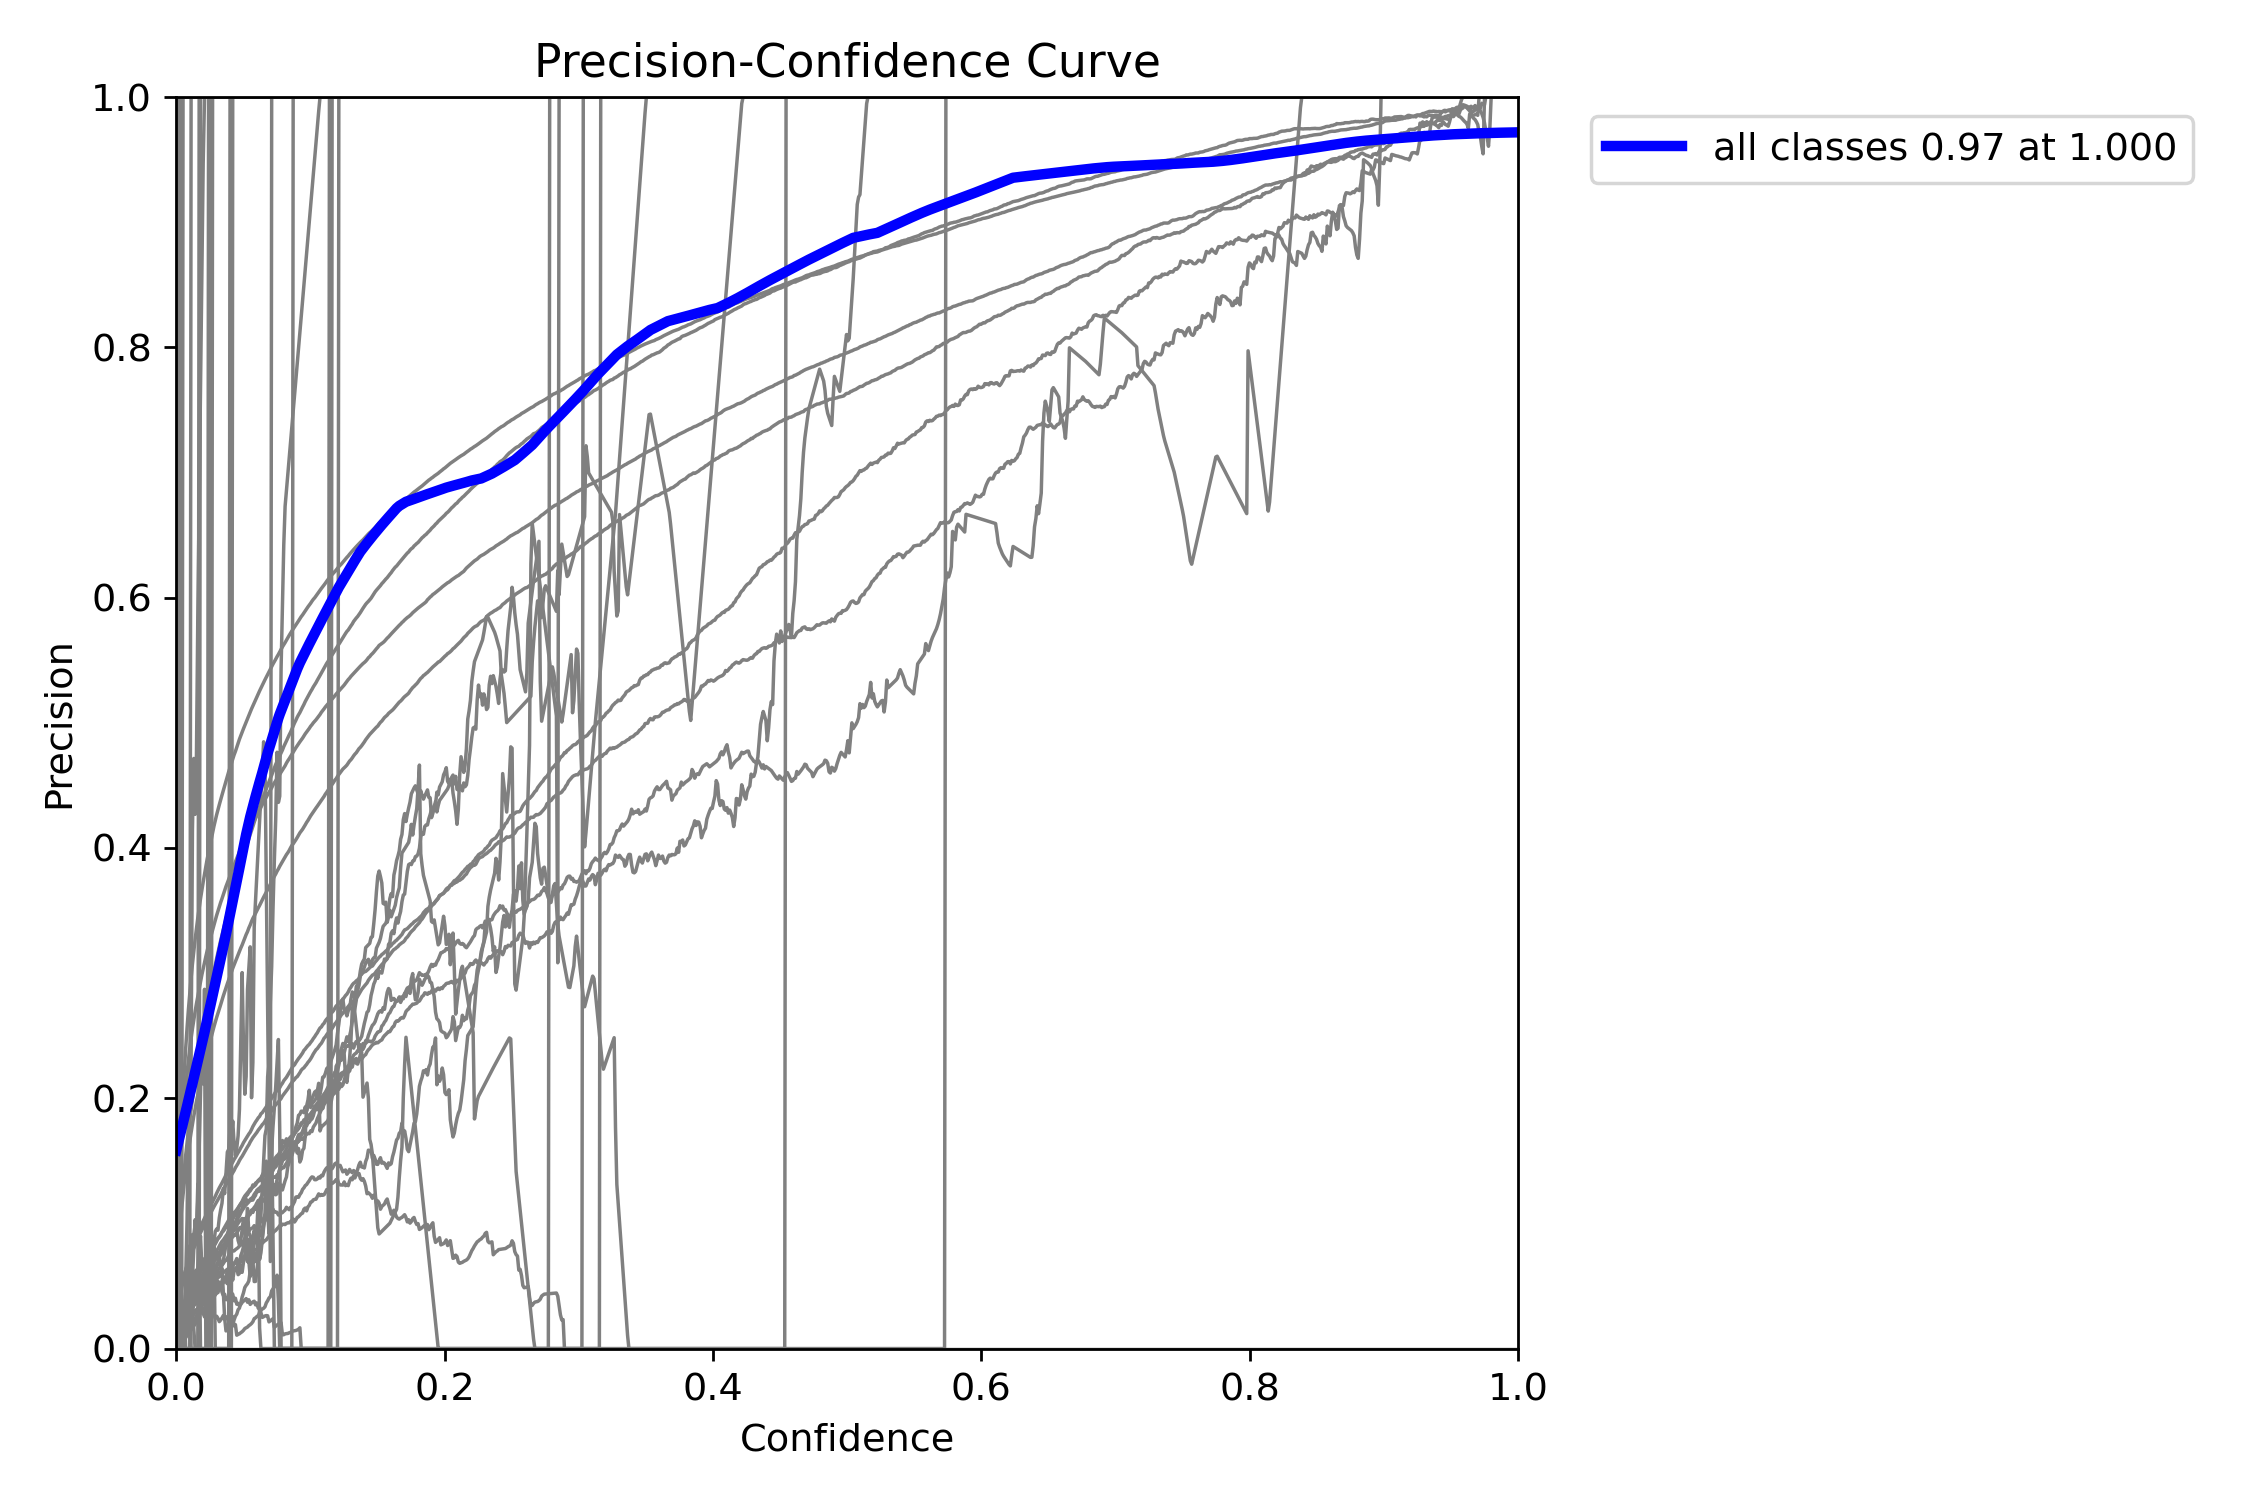 Precision-Confidence Curve
all classes 0.97 at 1.000
Precision
1.0
0.8
0.6
0.4
0.2
0.0
0.0 0.2 0.4 0.6 0.8 1.0
Confidence